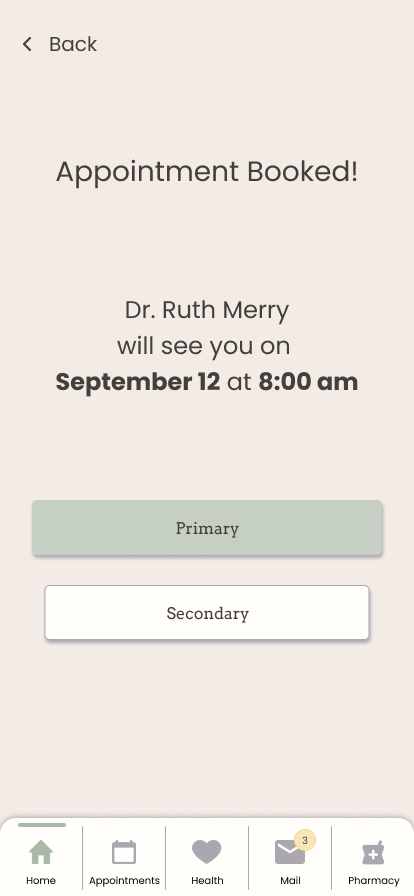 Back
Appointment Booked!
Dr. Ruth Merry
will see you on
September 12 at 8:00 am
Primary
Secondary
3
Home
Appointments
Health
Mail
Pharmacy